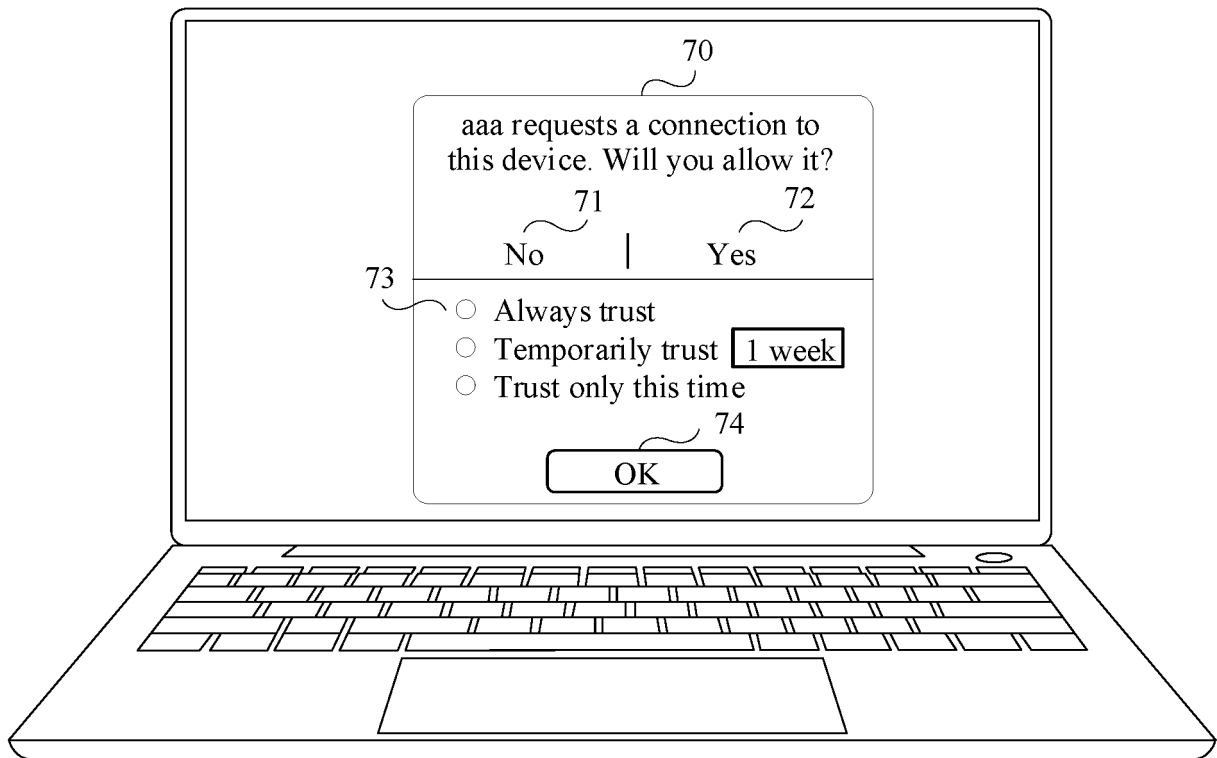 70
aaa requests a connection to
this device. Will you allow it?
71 72
No | Yes
73
Always trust
Temporarily trust 1 week
Trust only this time
74
OK